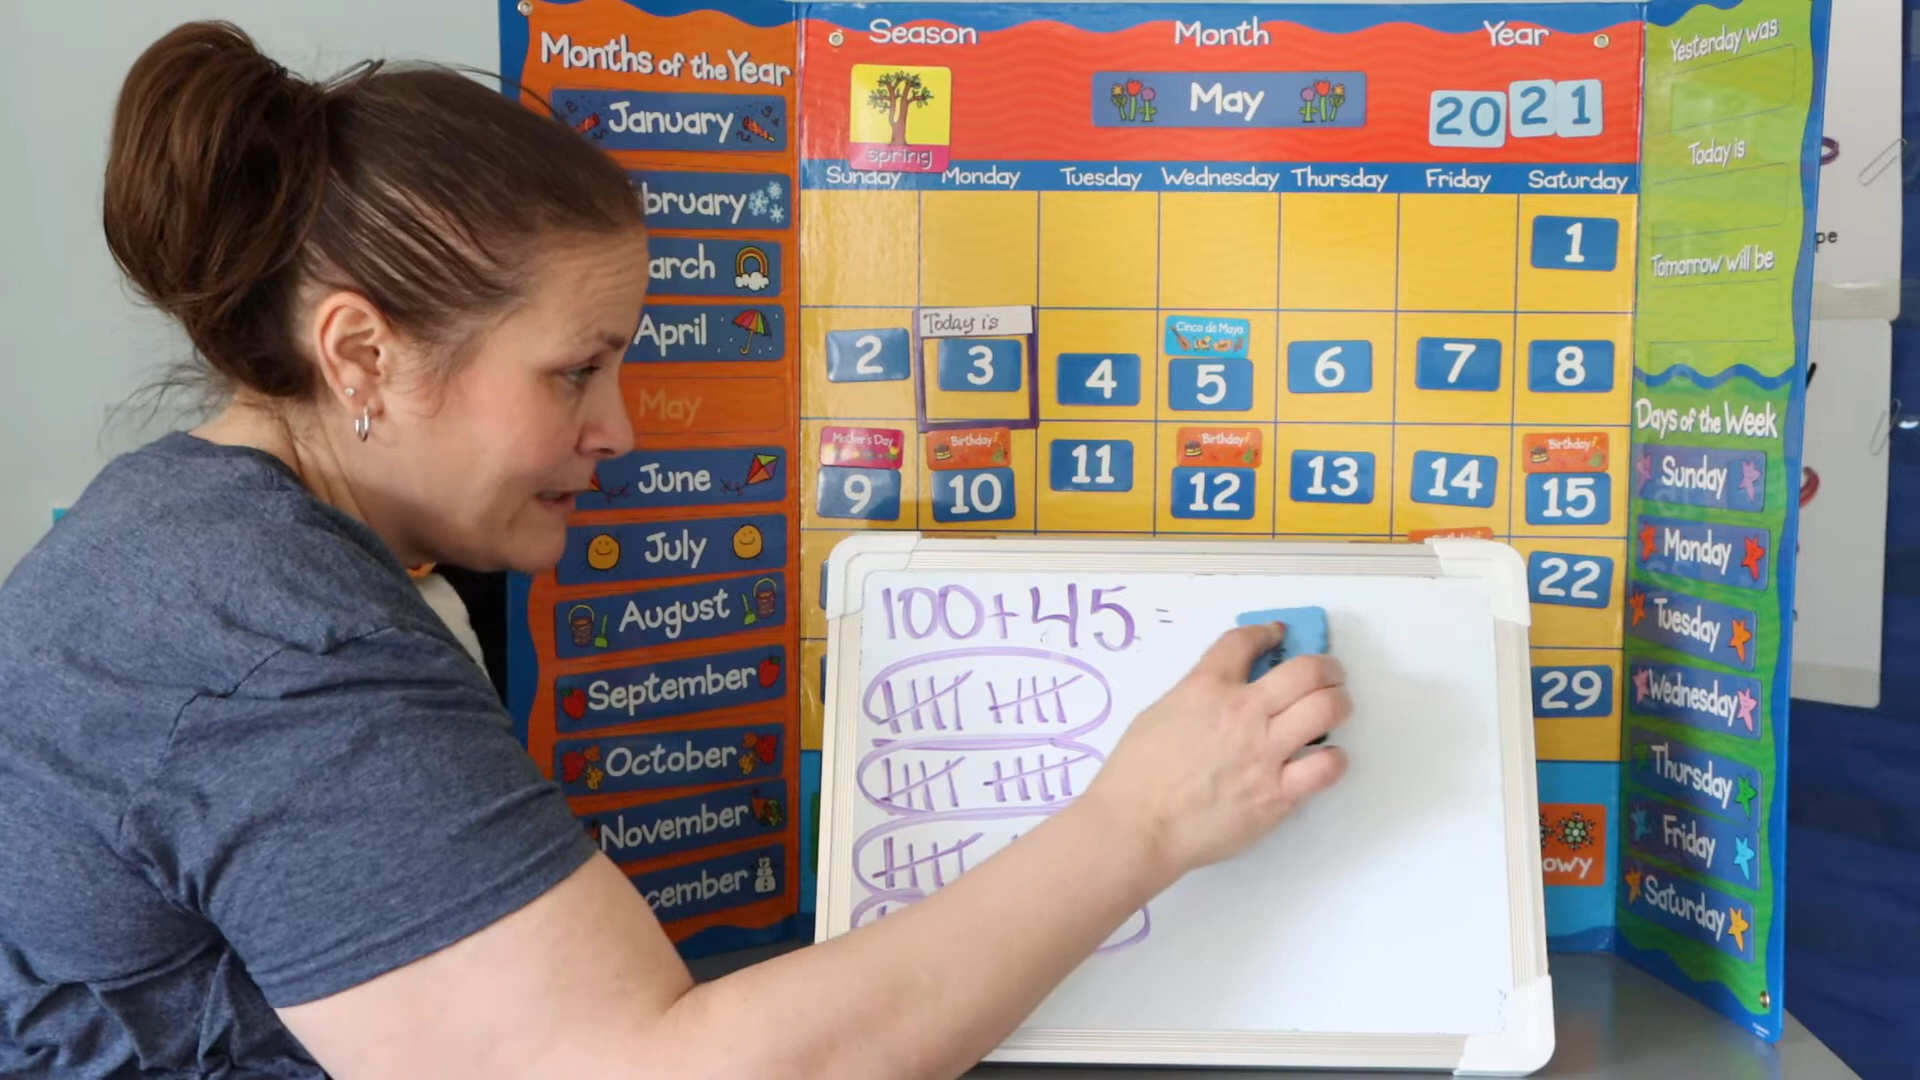 Months of the Year
January
bruary
arch
April
May
June
July
August
September
October
November
cember
Season
Month
Year
spring
May
20 2 1
Sunday Monday Tuesday Wednesday Thursday Friday Saturday
1
Today is
Cinco de Mayo
2 3 4 5 6 7 8
Mother's Day
Birthday
Birthday
Birthday
9 10 11 12 13 14 15
22
29
owy
100+45=
Yesterday was
Today is
Tomorrow will be
Days of the Week
Sunday
Monday
Tuesday
Wednesday
Thursday
Friday
Saturday
pe